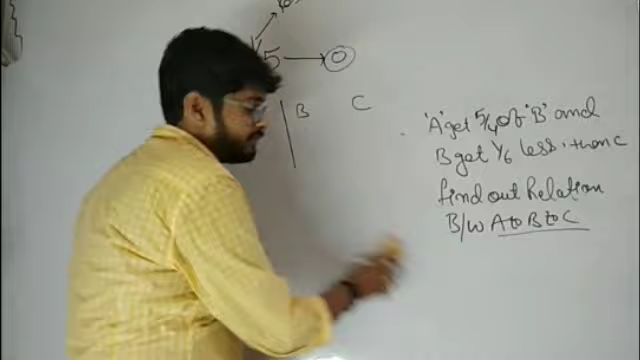 5 → 0
B C
'A' get 5/4 of 'B' and
B get 1/6 less than C
find out Relation
B/W A to B to C